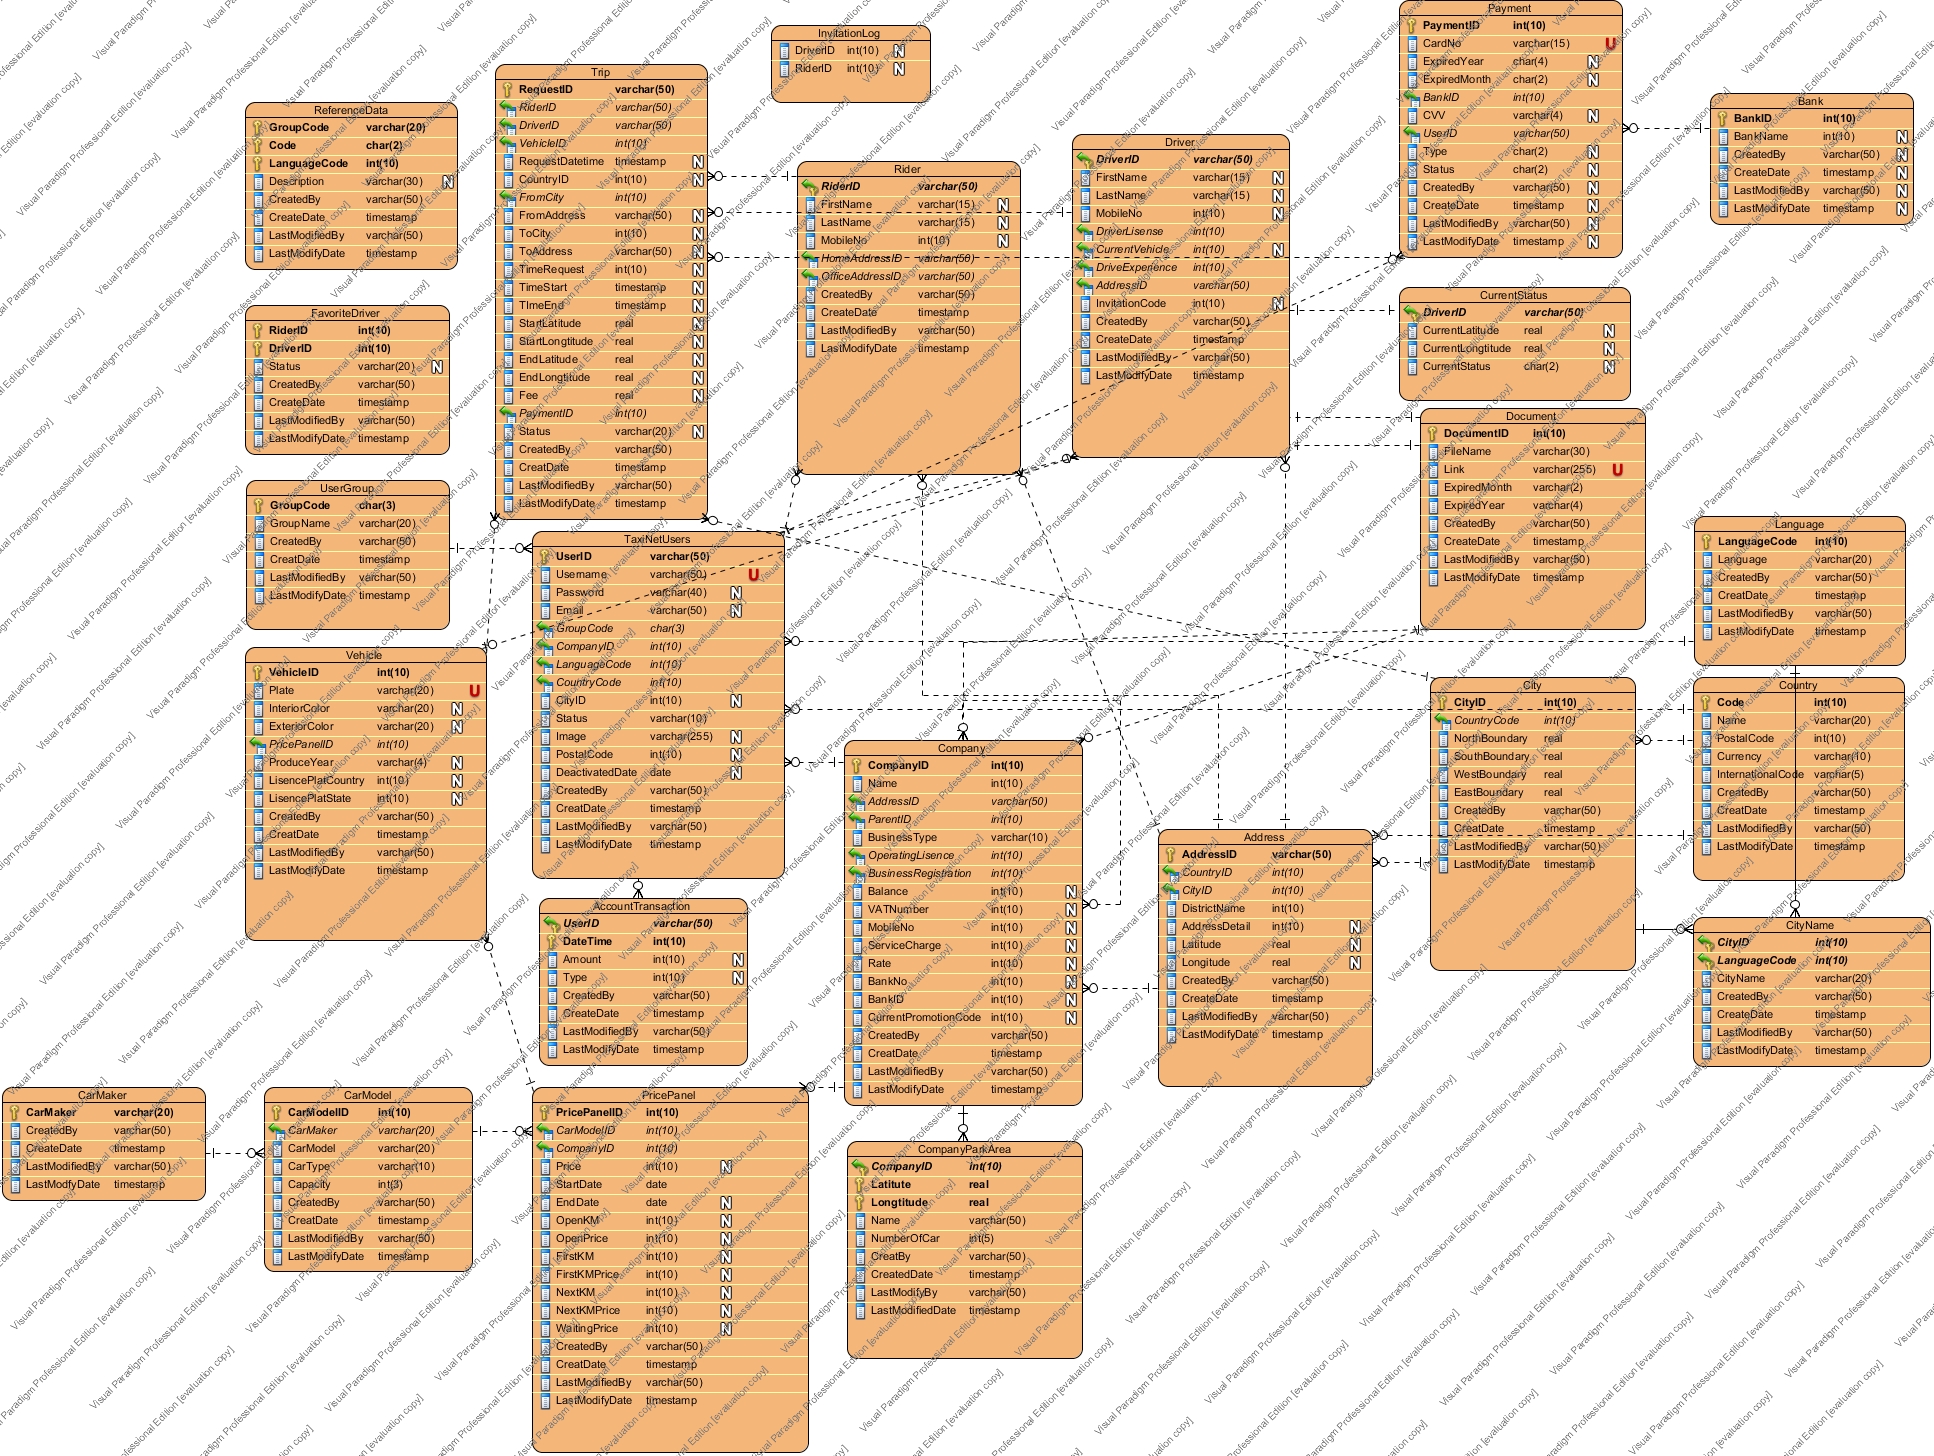 InvitationLog
DriverID int(10) N
RiderID int(10) N
Payment
PaymentID int(10)
CardNo varchar(15) U
ExpiredYear char(4) N
ExpiredMonth char(2) N
BankID int(10)
CVV varchar(4) N
UserID varchar(50)
Type char(2) N
Status char(2) N
CreatedBy varchar(50) N
CreateDate timestamp N
LastModifiedBy varchar(50) N
LastModifyDate timestamp N
Bank
BankID int(10)
BankName int(10) N
CreatedBy varchar(50) N
CreateDate timestamp N
LastModifiedBy varchar(50) N
LastModifyDate timestamp N
Trip
RequestID varchar(50)
RiderID varchar(50)
DriverID varchar(50)
VehicleID int(10)
RequestDatetime timestamp N
CountryID int(10) N
FromCity int(10)
FromAddress varchar(50) N
ToCity int(10) N
ToAddress varchar(50) N
TimeRequest int(10) N
TimeStart timestamp N
TImeEnd timestamp N
StartLatitude real N
StartLongtitude real N
EndLatitude real N
EndLongtitude real N
Fee real N
PaymentID int(10)
Status varchar(20) N
CreatedBy varchar(50)
CreatDate timestamp
LastModifiedBy varchar(50)
LastModifyDate timestamp
ReferenceData
GroupCode varchar(20)
Code char(2)
LanguageCode int(10)
Description varchar(30) N
CreatedBy varchar(50)
CreateDate timestamp
LastModifiedBy varchar(50)
LastModifyDate timestamp
Rider
RiderID varchar(50)
FirstName varchar(15) N
LastName varchar(15) N
MobileNo int(10) N
HomeAddressID varchar(50)
OfficeAddressID varchar(50)
CreatedBy varchar(50)
CreateDate timestamp
LastModifiedBy varchar(50)
LastModifyDate timestamp
Driver
DriverID varchar(50)
FirstName varchar(15) N
LastName varchar(15) N
MobileNo int(10) N
DriverLisense int(10)
CurrentVehicle int(10) N
DriveExperience int(10)
AddressID varchar(50)
InvitationCode int(10) N
CreatedBy varchar(50)
CreateDate timestamp
LastModifiedBy varchar(50)
LastModifyDate timestamp
CurrentStatus
DriverID varchar(50)
CurrentLatitude real N
CurrentLongtitude real N
CurrentStatus char(2) N
FavoriteDriver
RiderID int(10)
DriverID int(10)
Status varchar(20) N
CreatedBy varchar(50)
CreateDate timestamp
LastModifiedBy varchar(50)
LastModifyDate timestamp
Document
DocumentID int(10)
FileName varchar(30)
Link varchar(255) U
ExpiredMonth varchar(2)
ExpiredYear varchar(4)
CreatedBy varchar(50)
CreateDate timestamp
LastModifiedBy varchar(50)
LastModifyDate timestamp
UserGroup
GroupCode char(3)
GroupName varchar(20)
CreatedBy varchar(50)
CreatDate timestamp
LastModifiedBy varchar(50)
LastModifyDate timestamp
TaxiNetUsers
UserID varchar(50)
Username varchar(50) U
Password varchar(40) N
Email varchar(50) N
GroupCode char(3)
CompanyID int(10)
LanguageCode int(10)
CountryCode int(10)
CityID int(10) N
Status varchar(10)
Image varchar(255) N
PostalCode int(10) N
DeactivatedDate date N
CreatedBy varchar(50)
CreatDate timestamp
LastModifiedBy varchar(50)
LastModifyDate timestamp
Language
LanguageCode int(10)
Language varchar(20)
CreatedBy varchar(50)
CreatDate timestamp
LastModifiedBy varchar(50)
LastModifyDate timestamp
Vehicle
VehicleID int(10)
Plate varchar(20) U
InteriorColor varchar(20) N
ExteriorColor varchar(20) N
PricePanelID int(10)
ProduceYear varchar(4) N
LisencePlatCountry int(10) N
LisencePlatState int(10) N
CreatedBy varchar(50)
CreatDate timestamp
LastModifiedBy varchar(50)
LastModifyDate timestamp
City
CityID int(10)
CountryCode int(10)
NorthBoundary real
SouthBoundary real
WestBoundary real
EastBoundary real
CreatedBy varchar(50)
CreatDate timestamp
LastModifiedBy varchar(50)
LastModifyDate timestamp
Country
Code int(10)
Name varchar(20)
PostalCode int(10)
Currency varchar(10)
InternationalCode varchar(5)
CreatedBy varchar(50)
CreatDate timestamp
LastModifiedBy varchar(50)
LastModifyDate timestamp
Company
CompanyID int(10)
Name int(10)
AddressID varchar(50)
ParentID int(10)
BusinessType varchar(10)
OperatingLisence int(10)
BusinessRegistration int(10)
Balance int(10) N
VATNumber int(10) N
MobileNo int(10) N
ServiceCharge int(10) N
Rate int(10) N
BankNo int(10) N
BankID int(10) N
CurrentPromotionCode int(10) N
CreatedBy varchar(50)
CreatDate timestamp
LastModifiedBy varchar(50)
LastModifyDate timestamp
Address
AddressID varchar(50)
CountryID int(10)
CityID int(10)
DistrictName int(10)
AddressDetail int(10) N
Latitude real N
Longitude real N
CreatedBy varchar(50)
CreateDate timestamp
LastModifiedBy varchar(50)
LastModifyDate timestamp
AccountTransaction
UserID varchar(50)
DateTime int(10)
Amount int(10) N
Type int(10) N
CreatedBy varchar(50)
CreateDate timestamp
LastModifiedBy varchar(50)
LastModifyDate timestamp
CityName
CityID int(10)
LanguageCode int(10)
CityName varchar(20)
CreatedBy varchar(50)
CreateDate timestamp
LastModifiedBy varchar(50)
LastModifyDate timestamp
CarMaker
CarMaker varchar(20)
CreatedBy varchar(50)
CreateDate timestamp
LastModifiedBy varchar(50)
LastModfyDate timestamp
CarModel
CarModelID int(10)
CarMaker varchar(20)
CarModel varchar(20)
CarType varchar(10)
Capacity int(3)
CreatedBy varchar(50)
CreatDate timestamp
LastModifiedBy varchar(50)
LastModifyDate timestamp
PricePanel
PricePanelID int(10)
CarModelID int(10)
CompanyID int(10)
Price int(10) N
StartDate date
EndDate date N
OpenKM int(10) N
OpenPrice int(10) N
FirstKM int(10) N
FirstKMPrice int(10) N
NextKM int(10) N
NextKMPrice int(10) N
WaitingPrice int(10) N
CreatedBy varchar(50)
CreatDate timestamp
LastModifiedBy varchar(50)
LastModifyDate timestamp
CompanyParkArea
CompanyID int(10)
Latitute real
Longtitude real
Name varchar(50)
NumberOfCar int(5)
CreatBy varchar(50)
CreatedDate timestamp
LastModifyBy varchar(50)
LastModifiedDate timestamp
Visual Paradigm Professional Edition [evaluation copy]